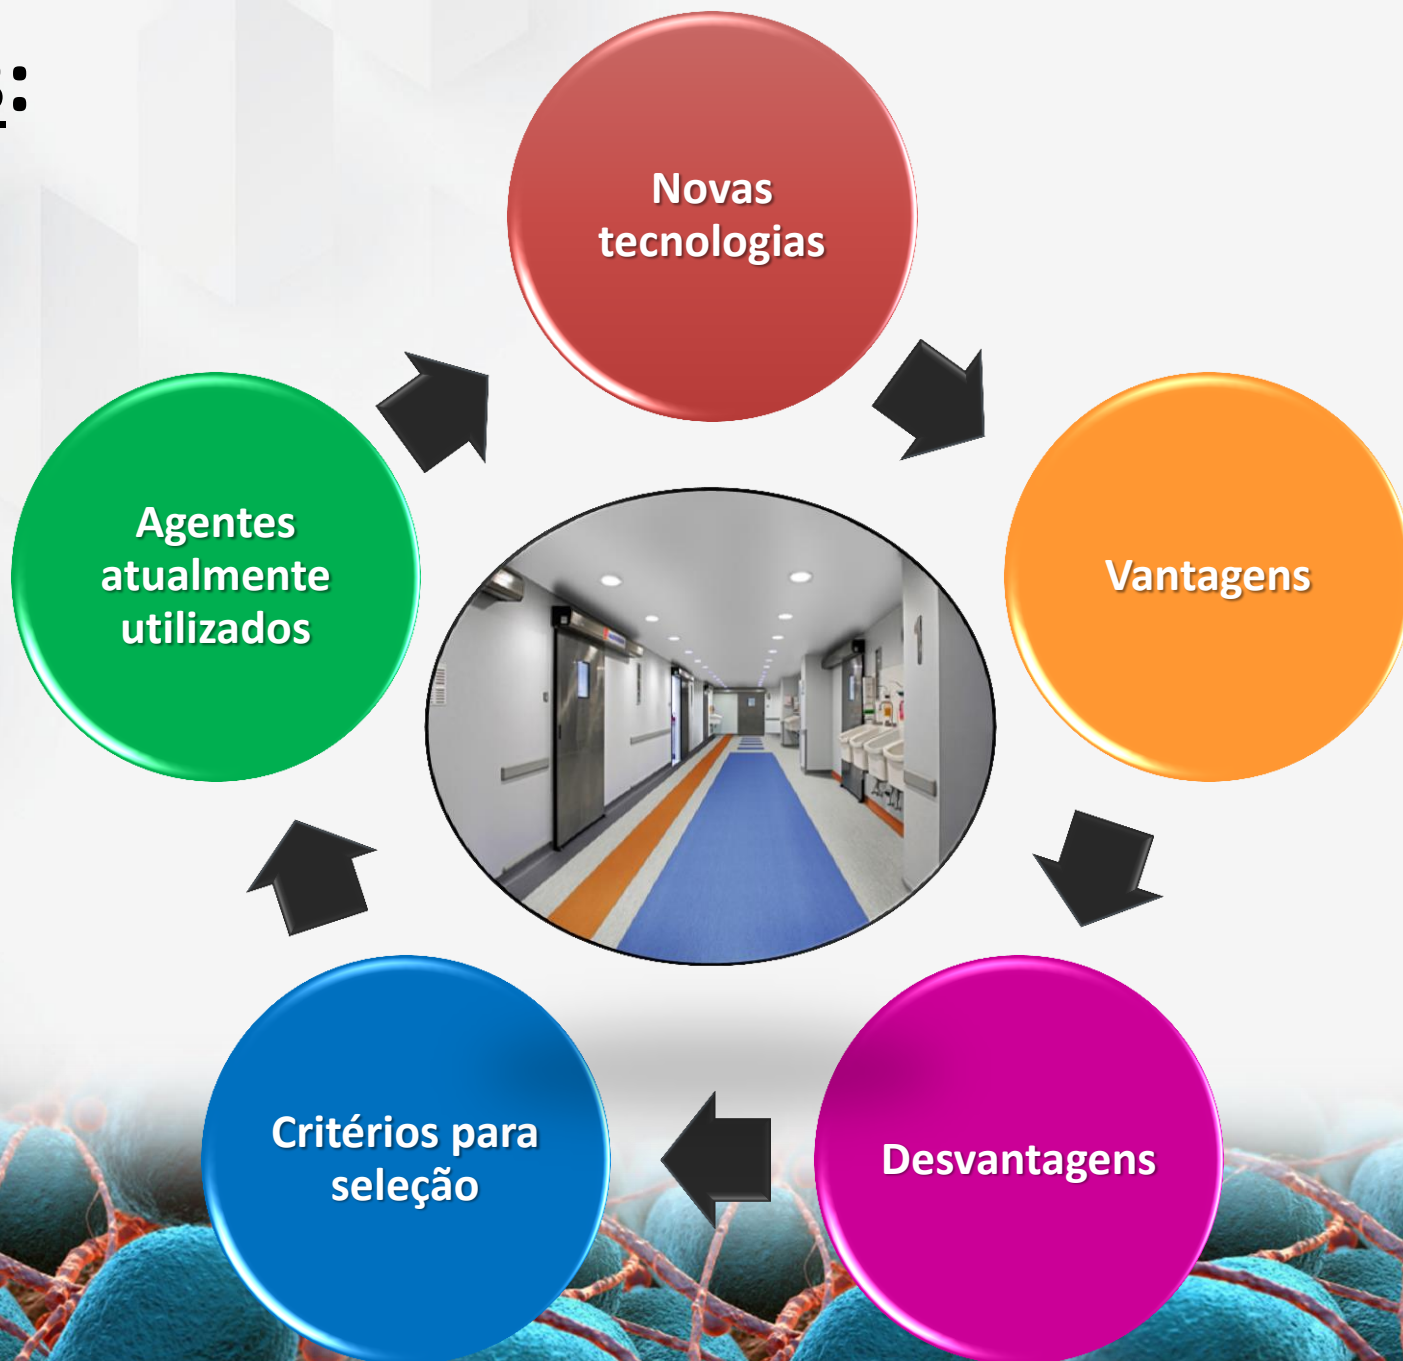 Novas
tecnologias
Vantagens
Desvantagens
Critérios para
seleção
Agentes
atualmente
utilizados